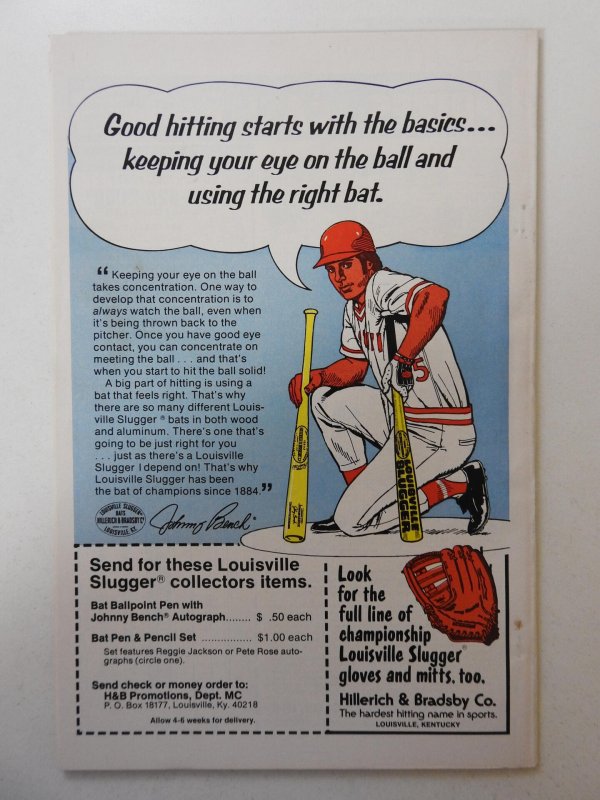 Good hitting starts with the basics...
keeping your eye on the ball and
using the right bat.
“Keeping your eye on the ball
takes concentration. One way to
develop that concentration is to
always watch the ball, even when
it's being thrown back to the
pitcher. Once you have good eye
contact, you can concentrate on
meeting the ball . . . and that's
when you start to hit the ball solid!
A big part of hitting is using a
bat that feels right. That's why
there are so many different Louis-
ville Slugger® bats in both wood
and aluminum. There's one that's
going to be just right for you
. . . just as there's a Louisville
Slugger I depend on! That's why
Louisville Slugger has been
the bat of champions since 1884.”
LOUISVILLE SLUGGER
BATS
HILLERICH & BRADSBY Co
LOUISVILLE, KY.
Johnny Bench®
5
LOUISVILLE
SLUGGER
Send for these Louisville
Slugger® collectors items.
Bat Ballpoint Pen with
Johnny Bench® Autograph....... $ .50 each
Bat Pen & Pencil Set ................ $1.00 each
Set features Reggie Jackson or Pete Rose auto-
graphs (circle one).
Send check or money order to:
H&B Promotions, Dept. MC
P. O. Box 18177, Louisville, Ky. 40218
Allow 4-6 weeks for delivery.
Look
for the
full line of
championship
Louisville Slugger®
gloves and mitts, too.
Hillerich & Bradsby Co.
The hardest hitting name in sports.
LOUISVILLE, KENTUCKY